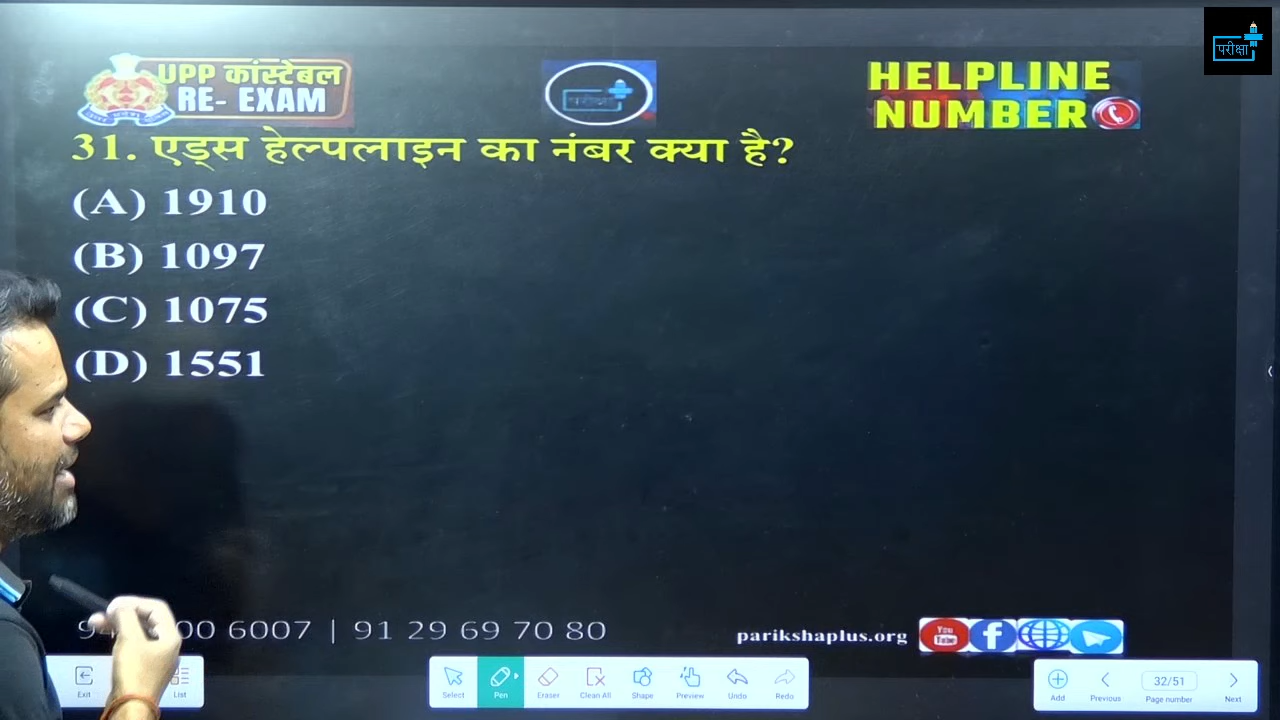 परीक्षा
UPP कांस्टेबल
RE- EXAM
HELPLINE
NUMBER
31. एड्स हेल्पलाइन का नंबर क्या है?
(A) 1910
(B) 1097
(C) 1075
(D) 1551
00 6007 | 91 29 69 70 80
parikshaplus.org
You
Tube
Exit
List
Select
Pen
Eraser
Clean All
Shape
Preview
Undo
Redo
Add
Previous
32/51
Page number
Next